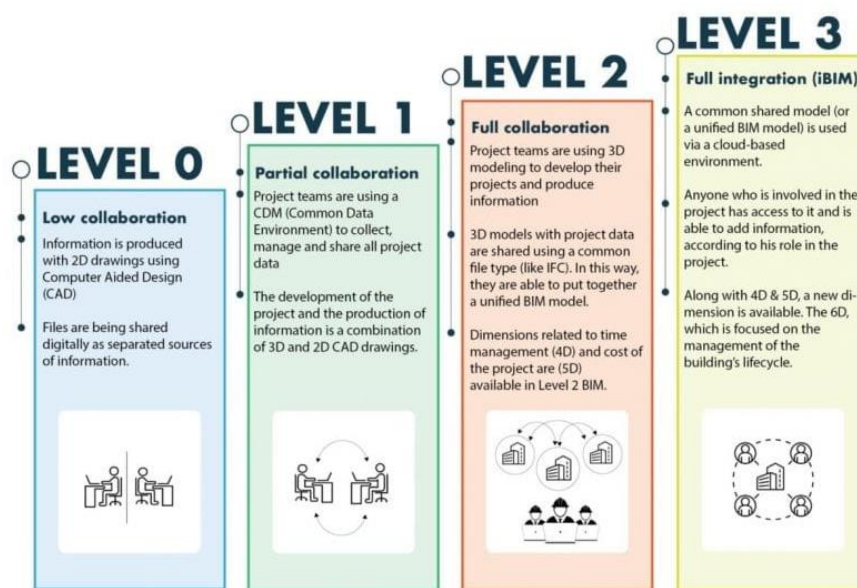 LEVEL 0
Low collaboration
Information is produced
with 2D drawings using
Computer Aided Design
(CAD)
Files are being shared
digitally as separated sources
of information.
LEVEL 1
Partial collaboration
Project teams are using a
CDM (Common Data
Environment) to collect,
manage and share all project
data
The development of the
project and the production of
information is a combination
of 3D and 2D CAD drawings.
LEVEL 2
Full collaboration
Project teams are using 3D
modeling to develop their
projects and produce
information
3D models with project data
are shared using a common
file type (like IFC). In this way,
they are able to put together
a unified BIM model.
Dimensions related to time
management (4D) and cost of
the project are (5D)
available in Level 2 BIM.
LEVEL 3
Full integration (iBIM)
A common shared model (or
a unified BIM model) is used
via a cloud-based
environment.
Anyone who is involved in the
project has access to it and is
able to add information,
according to his role in the
project.
Along with 4D & 5D, a new di-
mension is available. The 6D,
which is focused on the
management of the
building's lifecycle.